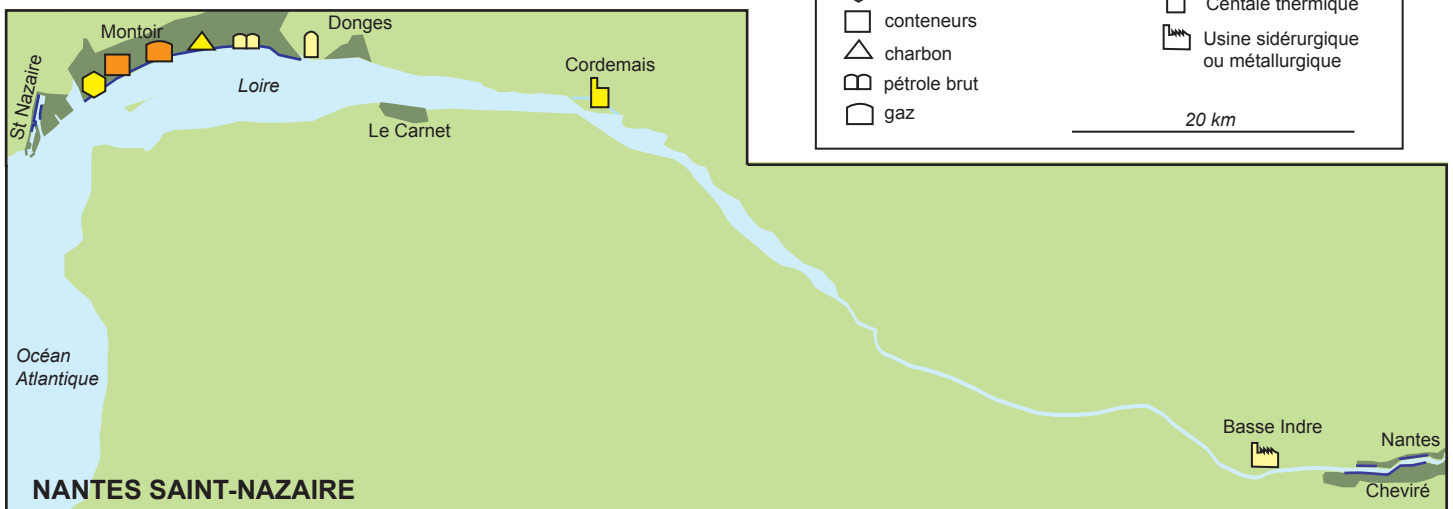 Centale thermique
conteneurs
Usine sidérurgique
ou métallurgique
charbon
pétrole brut
gaz
20 km
Donges
Montoir
St Nazaire
Loire
Cordemais
Le Carnet
Océan
Atlantique
Basse Indre
Nantes
Cheviré
NANTES SAINT-NAZAIRE